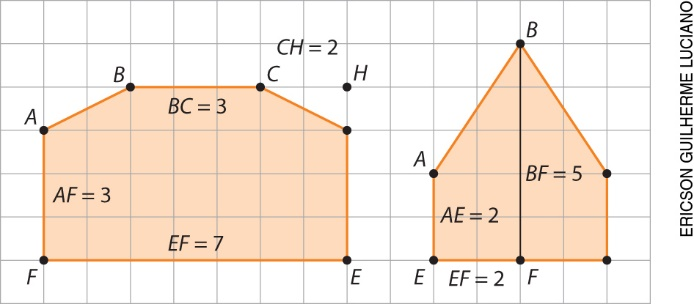 CH = 2
B
C
H
BC = 3
A
AF = 3
EF = 7
F
E
B
A
BF = 5
AE = 2
E
EF = 2
F
ERICSON GUILHERME LUCIANO